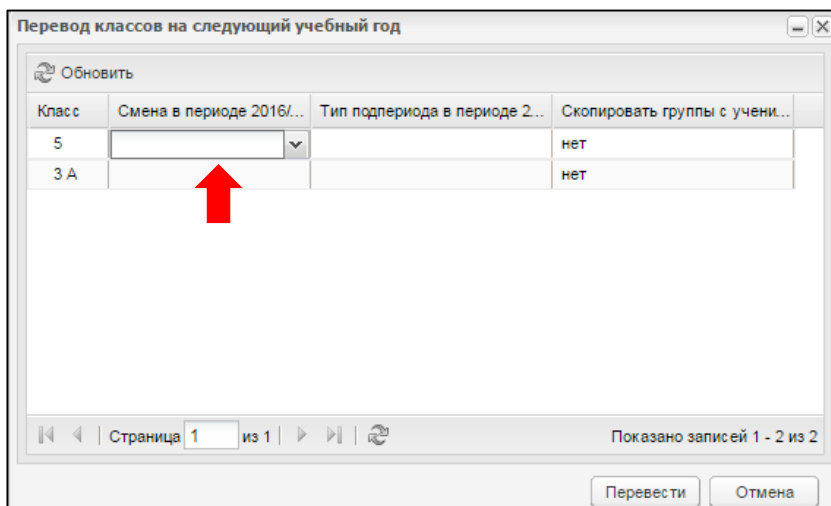 Перевод классов на следующий учебный год
Обновить
Класс Смена в периоде 2016/... Тип подпериода в периоде 2... Скопировать группы с учени...
5 нет
3 А нет
Страница 1 из 1 Показано записей 1 - 2 из 2
Перевести Отмена